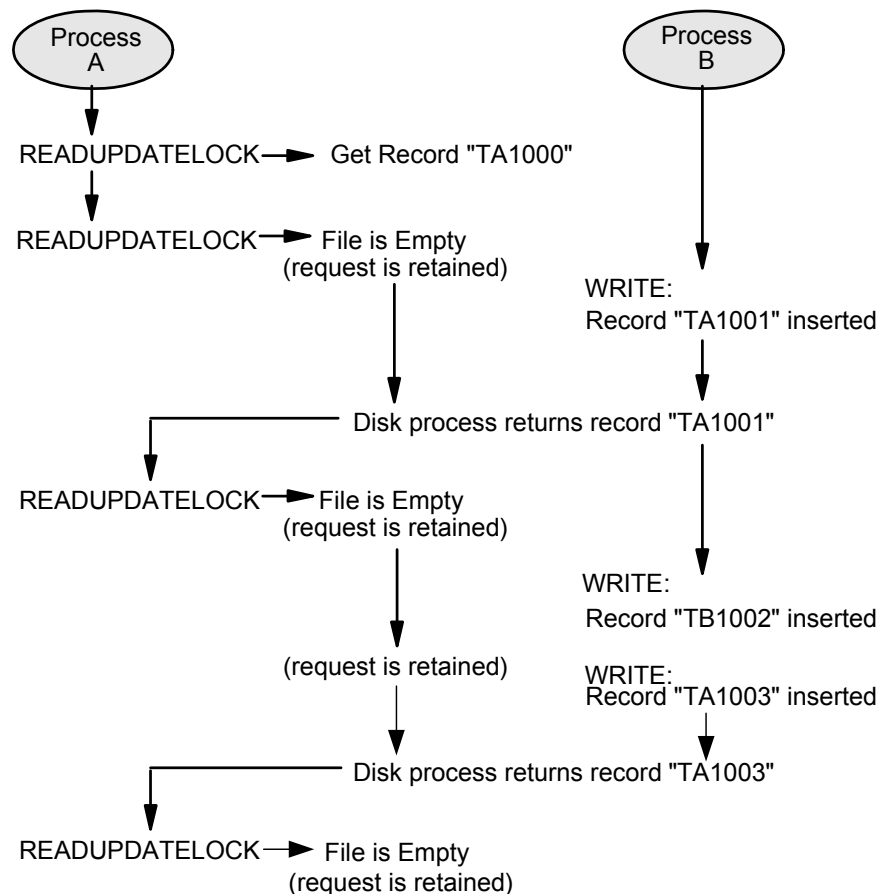 Process
A
Process
B
READUPDATELOCK
Get Record "TA1000"
READUPDATELOCK
File is Empty
(request is retained)
WRITE:
Record "TA1001" inserted
Disk process returns record "TA1001"
READUPDATELOCK
File is Empty
(request is retained)
WRITE:
Record "TB1002" inserted
(request is retained)
WRITE:
Record "TA1003" inserted
Disk process returns record "TA1003"
READUPDATELOCK
File is Empty
(request is retained)